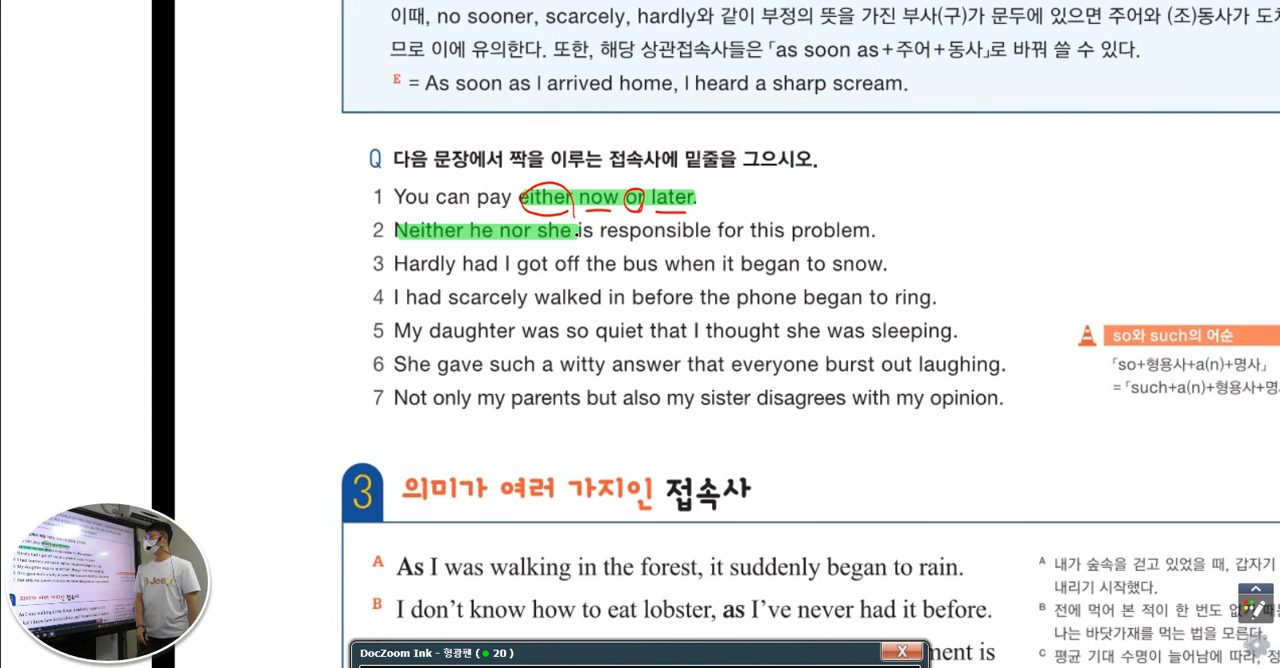 이때, no sooner, scarcely, hardly와 같이 부정의 뜻을 가진 부사(구)가 문두에 있으면 주어와 (조)동사가 도치
므로 이에 유의한다. 또한, 해당 상관접속사들은 「as soon as+주어+동사」로 바꿔 쓸 수 있다.
E = As soon as I arrived home, I heard a sharp scream.
Q 다음 문장에서 짝을 이루는 접속사에 밑줄을 그으시오.
1 You can pay either now or later.
2 Neither he nor she is responsible for this problem.
3 Hardly had I got off the bus when it began to snow.
4 I had scarcely walked in before the phone began to ring.
5 My daughter was so quiet that I thought she was sleeping.
6 She gave such a witty answer that everyone burst out laughing.
7 Not only my parents but also my sister disagrees with my opinion.
so와 such의 어순
「so+형용사+a(n)+명사」
= 「such+a(n)+형용사+명
3 의미가 여러 가지인 접속사
A As I was walking in the forest, it suddenly began to rain.
B I don't know how to eat lobster, as I've never had it before.
ment is
A 내가 숲속을 걷고 있었을 때, 갑자기
내리기 시작했다.
B 전에 먹어 본 적이 한 번도
나는 바닷가재를 먹는 법을 모른다.
C 평균 기대 수명이 늘어남에 따라, 정
DocZoom Ink - 형광펜 ( 20 )
X